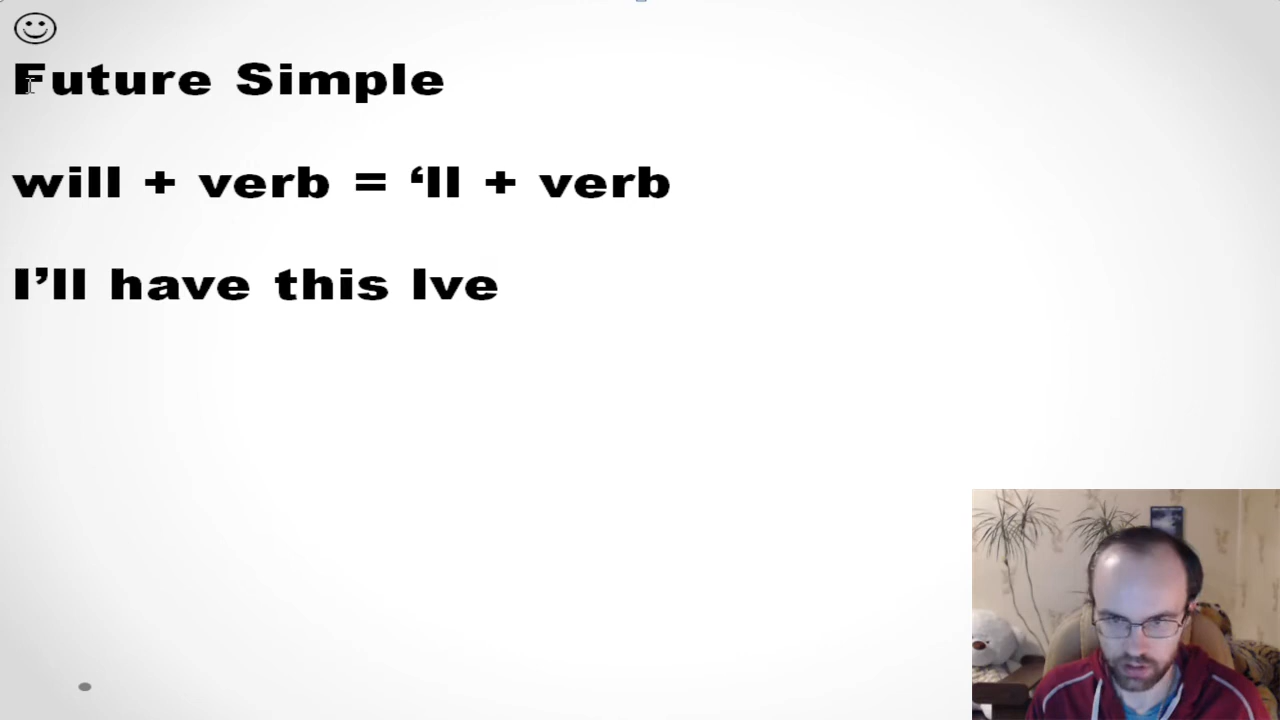 Future Simple
will + verb = ‘ll + verb
I’ll have this lve